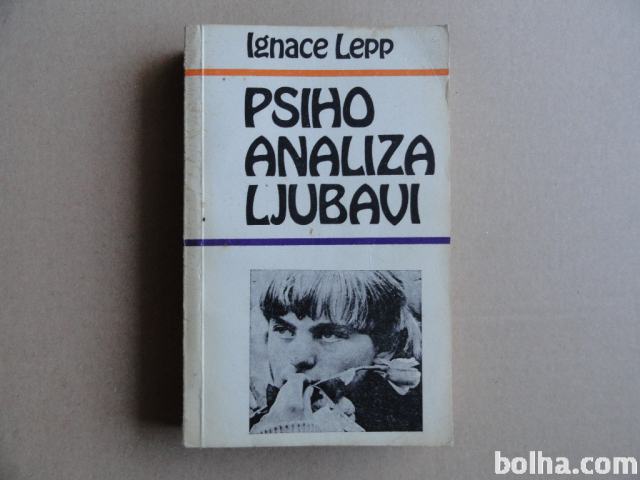 Ignace Lepp
PSIHO
ANALIZA
LJUBAVI
bolha.com